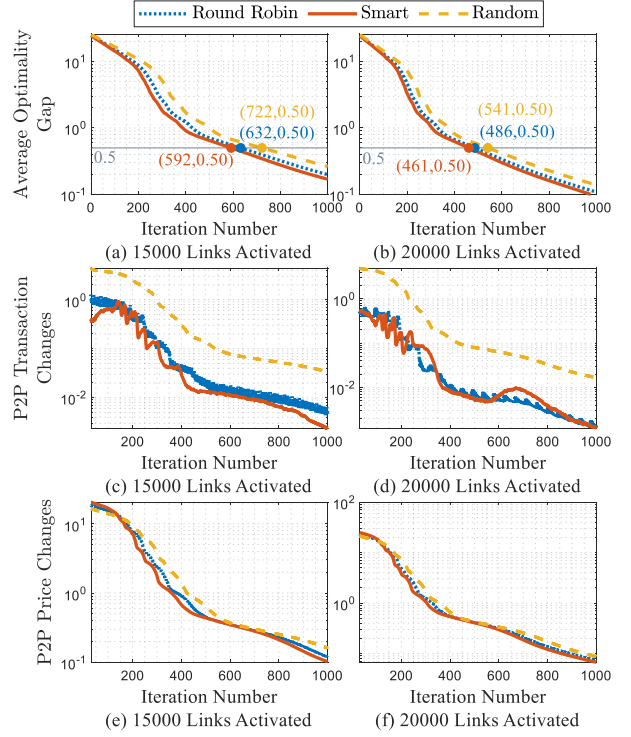 Round Robin Smart Random
Average Optimality
Gap
10^1
10^0
10^-1
0.5
(722,0.50)
(632,0.50)
(592,0.50)
0 200 400 600 800 1000
Iteration Number
(a) 15000 Links Activated
10^1
10^0
10^-1
0.5
(541,0.50)
(486,0.50)
(461,0.50)
0 200 400 600 800 1000
Iteration Number
(b) 20000 Links Activated
P2P Transaction
Changes
10^0
10^-2
200 400 600 800 1000
Iteration Number
(c) 15000 Links Activated
10^0
10^-2
200 400 600 800 1000
Iteration Number
(d) 20000 Links Activated
P2P Price Changes
10^1
10^0
10^-1
200 400 600 800 1000
Iteration Number
(e) 15000 Links Activated
10^2
10^0
200 400 600 800 1000
Iteration Number
(f) 20000 Links Activated